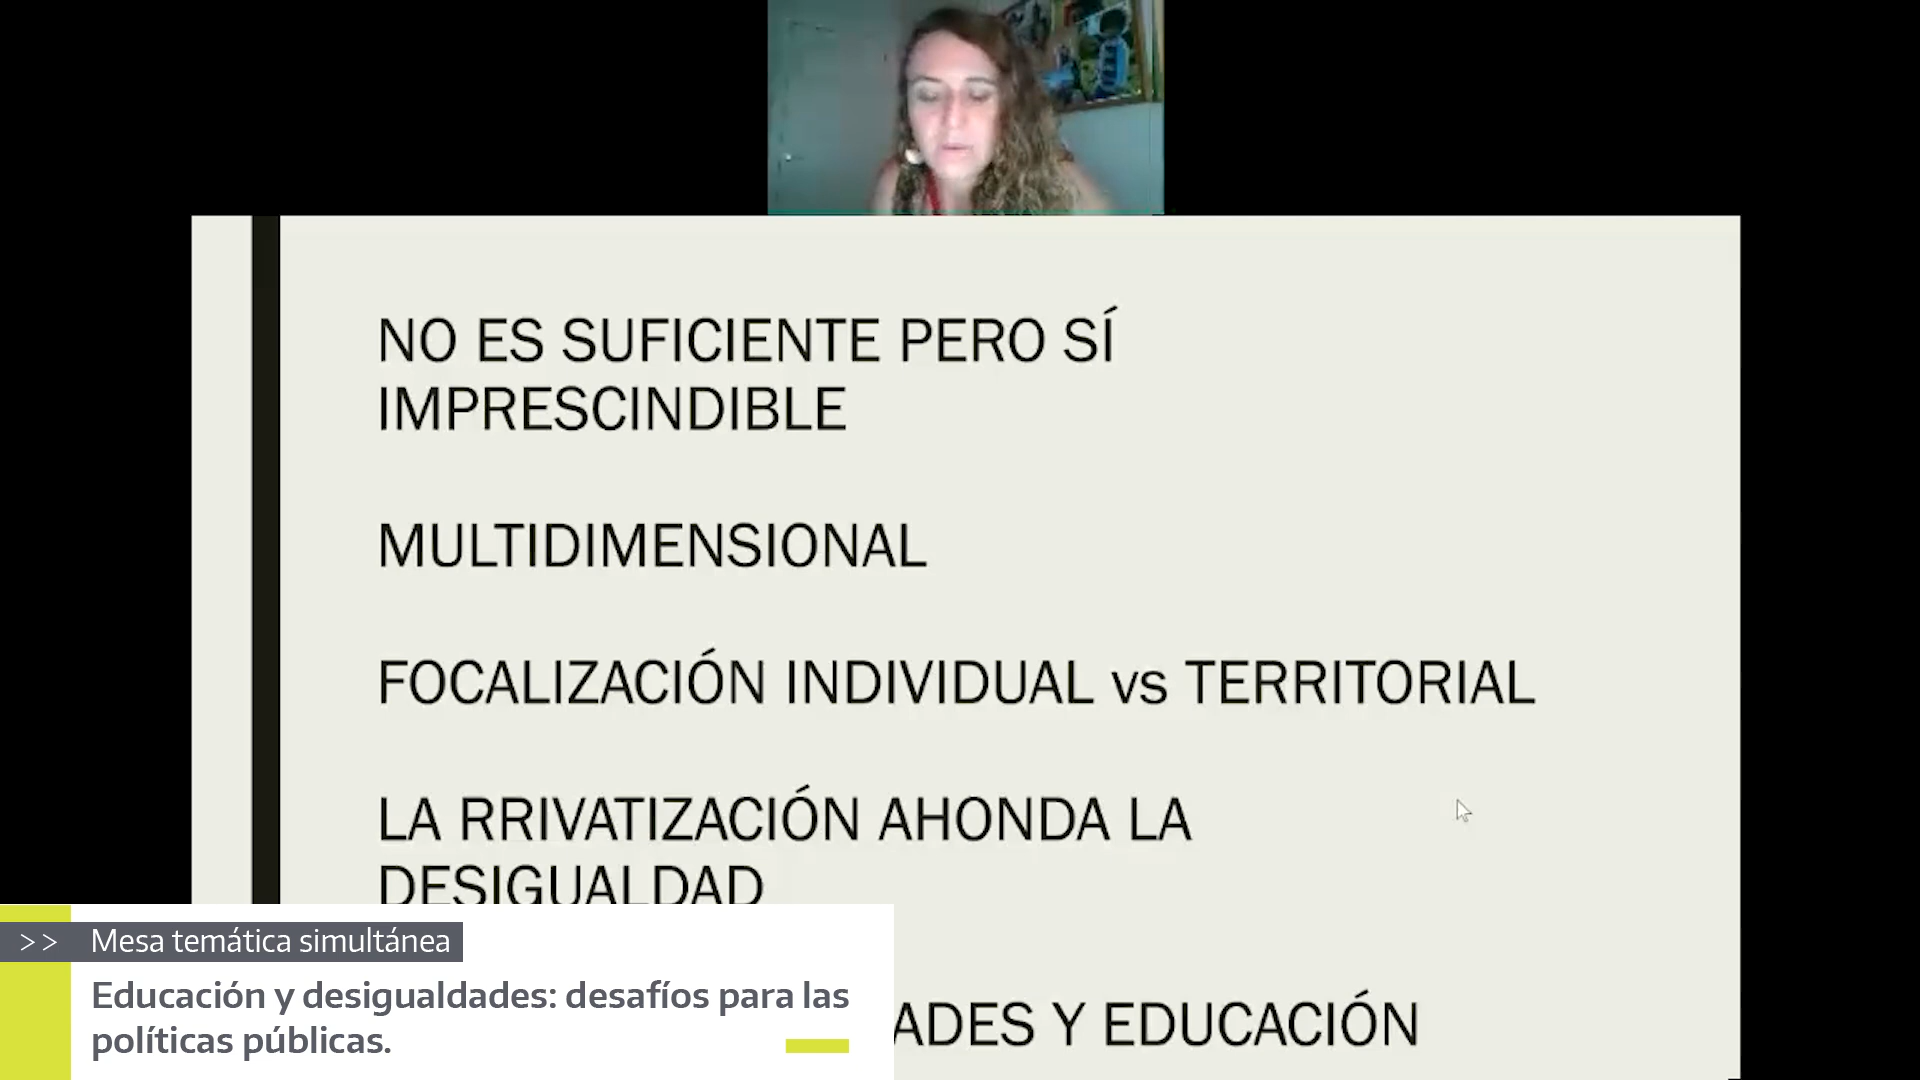 NO ES SUFICIENTE PERO SÍ
IMPRESCINDIBLE
MULTIDIMENSIONAL
FOCALIZACIÓN INDIVIDUAL vs TERRITORIAL
LA RRIVATIZACIÓN AHONDA LA
DESIGUALDAD
ADES Y EDUCACIÓN
>> Mesa temática simultánea
Educación y desigualdades: desafíos para las
políticas públicas.